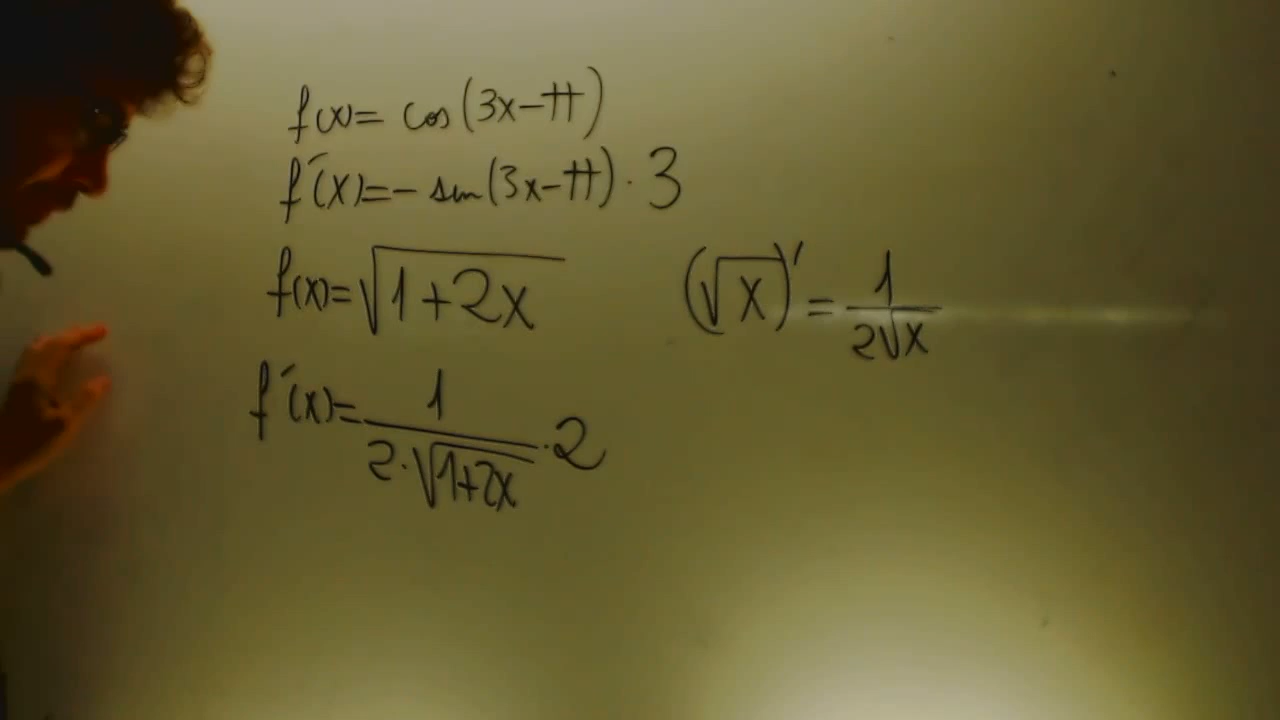 f(x) = cos(3x-π)
f'(x) = - sin(3x-π) · 3
f(x) = √(1+2x)
(√x)' = 1/(2√x)
f'(x) = 1/(2·√(1+2x)) · 2